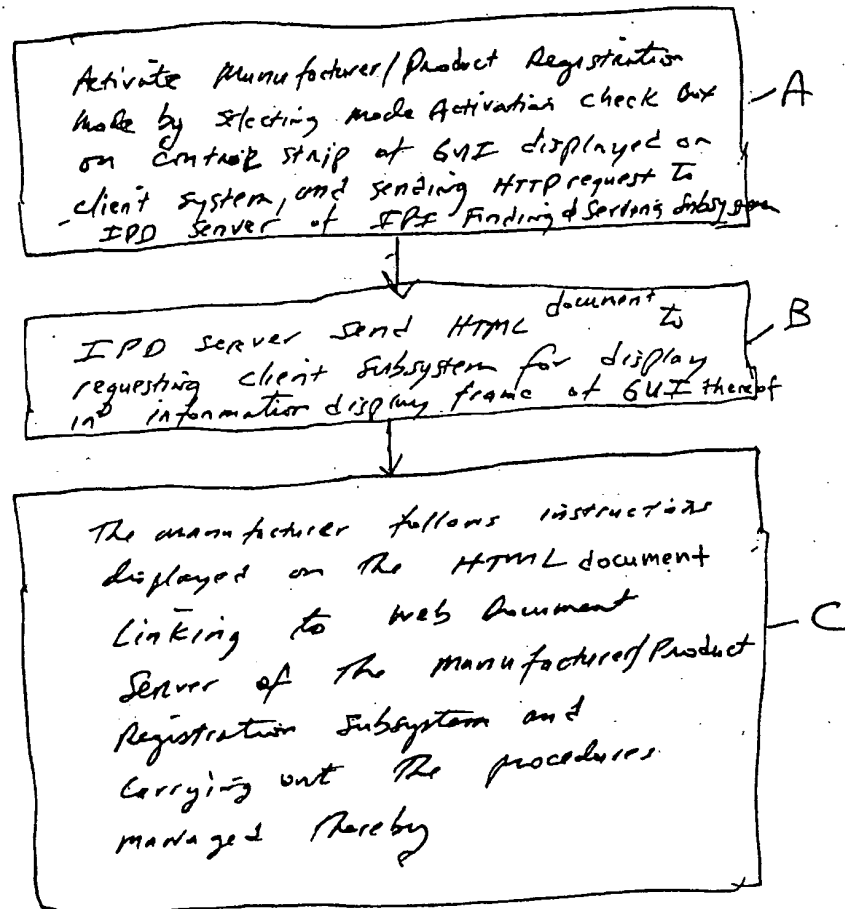 Activate Manufacturer/Product Registration
mode by selecting mode Activation check box
on control strip of GUI displayed on
client system, and sending HTTP request to
IPD server of IPI Finding & Serving Subsystem
A
IPD server send HTML document to
requesting client subsystem for display
in information display frame of GUI thereof
B
The manufacturer follows instructions
displayed on the HTML document
Linking to Web Document
Server of the Manufacturer/Product
Registration Subsystem and
Carrying out the procedures
managed thereby
C